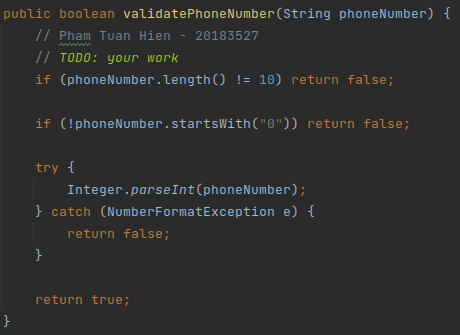 public boolean validatePhoneNumber(String phoneNumber) {
    // Pham Tuan Hien - 20183527
    // TODO: your work
    if (phoneNumber.length() != 10) return false;
    if (!phoneNumber.startsWith("0")) return false;
    try {
        Integer.parseInt(phoneNumber);
    } catch (NumberFormatException e) {
        return false;
    }
    return true;
}